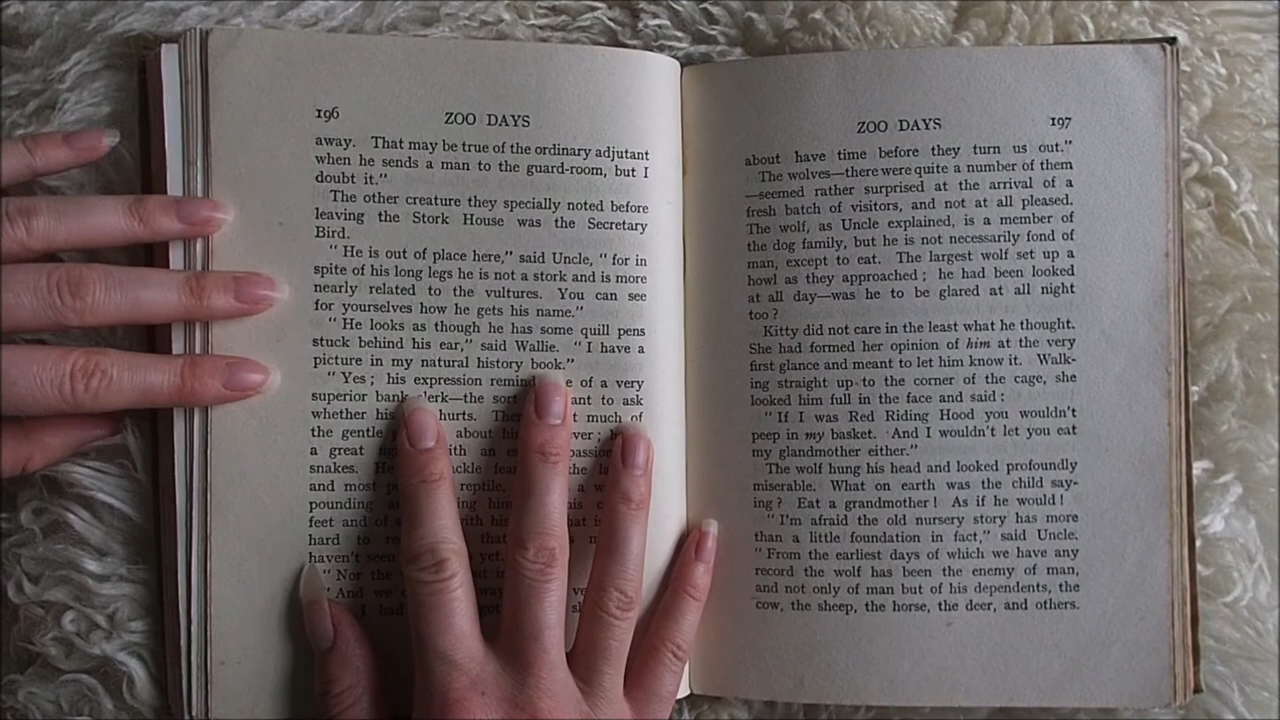 196
ZOO DAYS
away. That may be true of the ordinary adjutant
when he sends a man to the guard-room, but I
doubt it.”
The other creature they specially noted before
leaving the Stork House was the Secretary
Bird.
“ He is out of place here,” said Uncle, “ for in
spite of his long legs he is not a stork and is more
nearly related to the vultures. You can see
for yourselves how he gets his name.”
“ He looks as though he has some quill pens
stuck behind his ear,” said Wallie. “ I have a
picture in my natural history book.”
“ Yes ; his expression of a very
superior bank clerk—the sort to ask
whether his hurts. much of
the gentle about
a great with an
snakes. He the
and most reptile, a
pounding
feet and of with his
hard to that
haven’t seen yet.
“ Nor the
“ And we
I had
ZOO DAYS
197
about have time before they turn us out.”
The wolves—there were quite a number of them
—seemed rather surprised at the arrival of a
fresh batch of visitors, and not at all pleased.
The wolf, as Uncle explained, is a member of
the dog family, but he is not necessarily fond of
man, except to eat. The largest wolf set up a
howl as they approached ; he had been looked
at all day—was he to be glared at all night
too ?
Kitty did not care in the least what he thought.
She had formed her opinion of him at the very
first glance and meant to let him know it. Walk-
ing straight up to the corner of the cage, she
looked him full in the face and said :
“ If I was Red Riding Hood you wouldn’t
peep in my basket. And I wouldn’t let you eat
my glandmother either.”
The wolf hung his head and looked profoundly
miserable. What on earth was the child say-
ing ? Eat a grandmother ! As if he would !
“ I’m afraid the old nursery story has more
than a little foundation in fact,” said Uncle.
“ From the earliest days of which we have any
record the wolf has been the enemy of man,
and not only of man but of his dependents, the
cow, the sheep, the horse, the deer, and others.